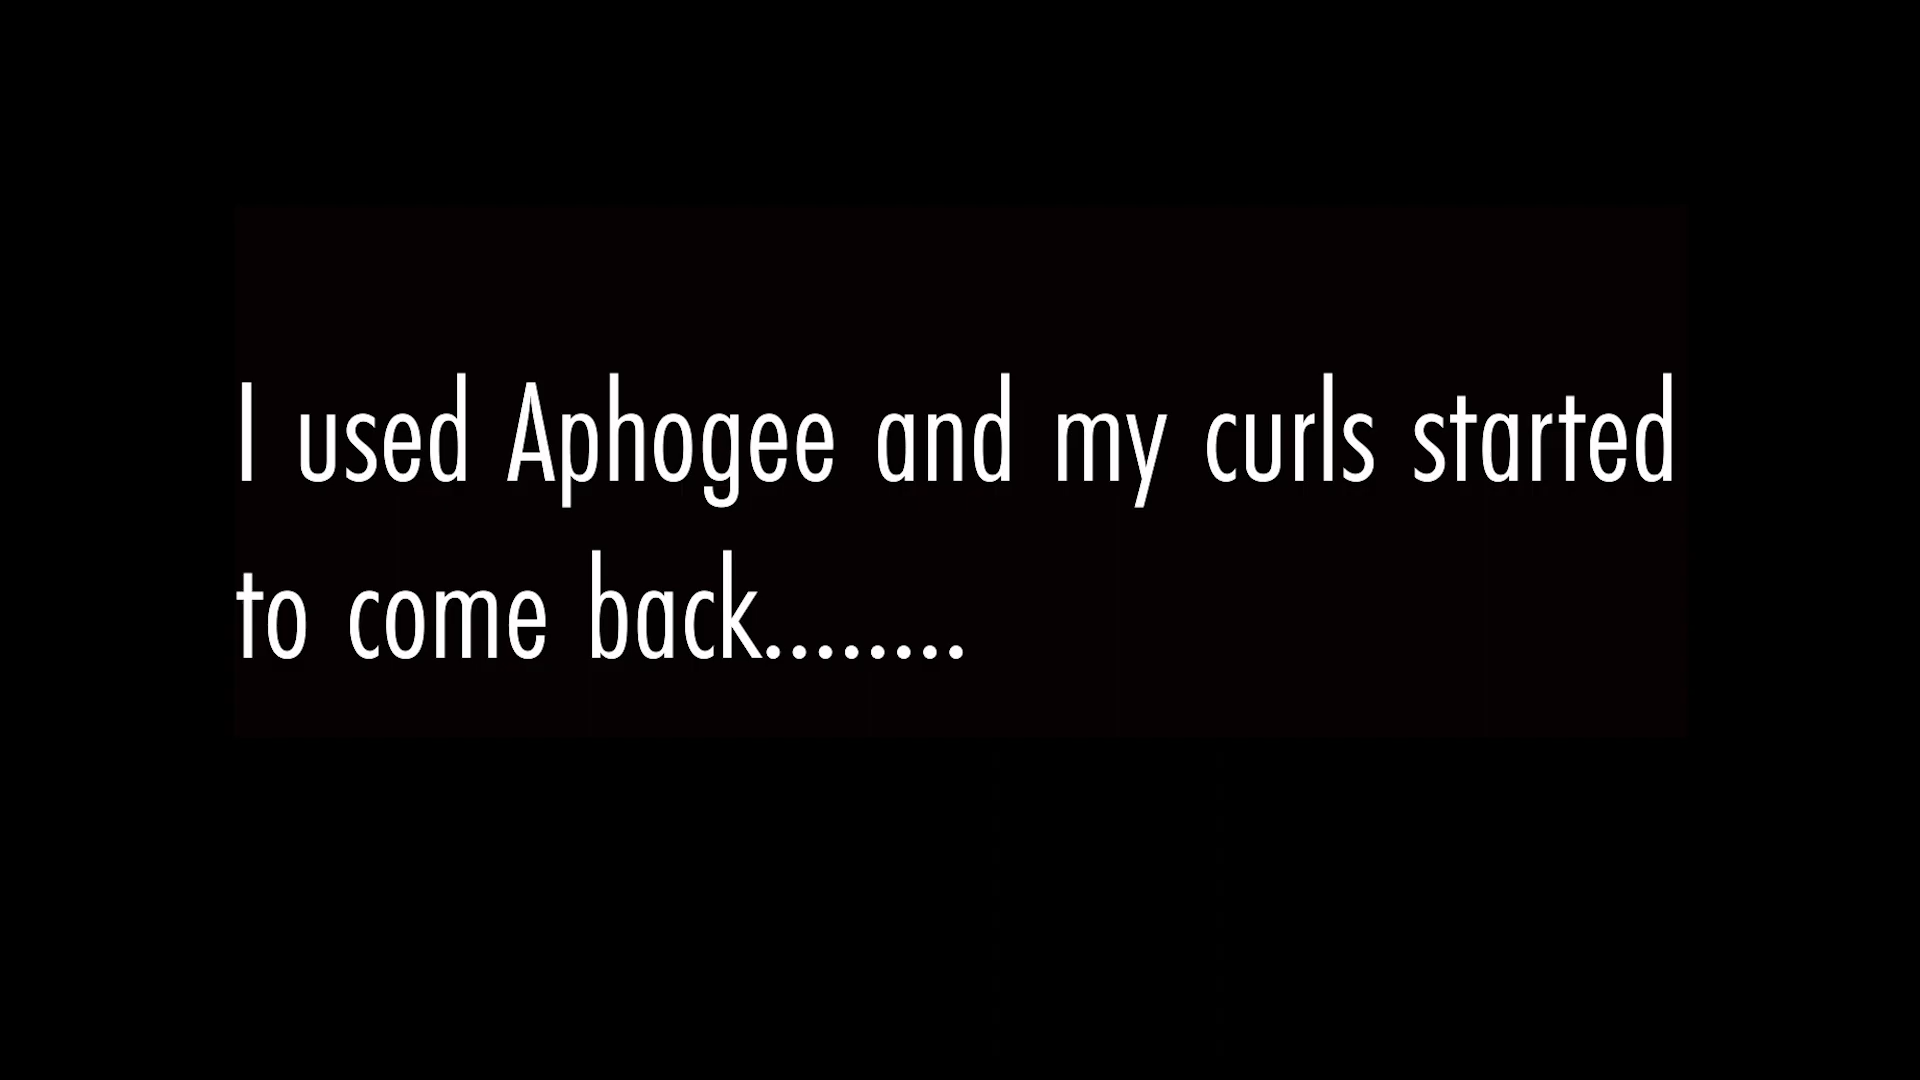 I used Aphogee and my curls started
to come back........